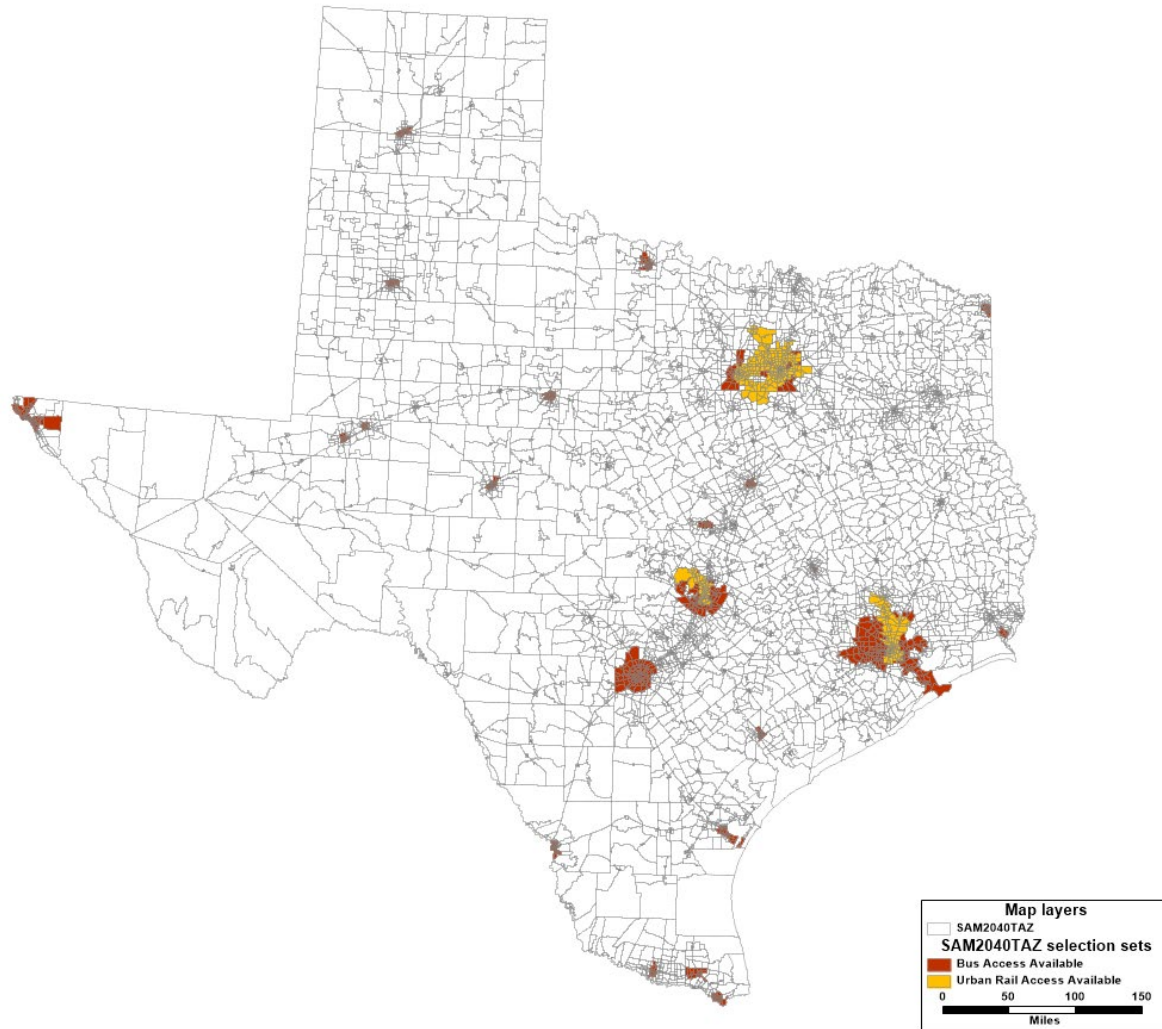 Map layers
SAM2040TAZ
SAM2040TAZ selection sets
Bus Access Available
Urban Rail Access Available
0 50 100 150
Miles